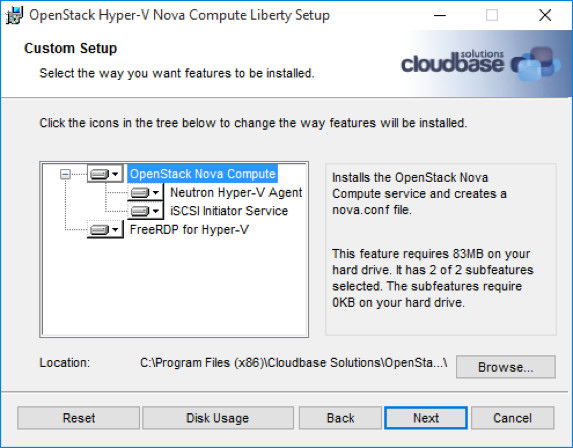 OpenStack Hyper-V Nova Compute Liberty Setup
Custom Setup
Select the way you want features to be installed.
cloudbase solutions
Click the icons in the tree below to change the way features will be installed.
OpenStack Nova Compute
Neutron Hyper-V Agent
iSCSI Initiator Service
FreeRDP for Hyper-V
Installs the OpenStack Nova
Compute service and creates a
nova.conf file.
This feature requires 83MB on your
hard drive. It has 2 of 2 subfeatures
selected. The subfeatures require
0KB on your hard drive.
Location: C:\Program Files (x86)\Cloudbase Solutions\OpenSta...\
Browse...
Reset Disk Usage Back Next Cancel